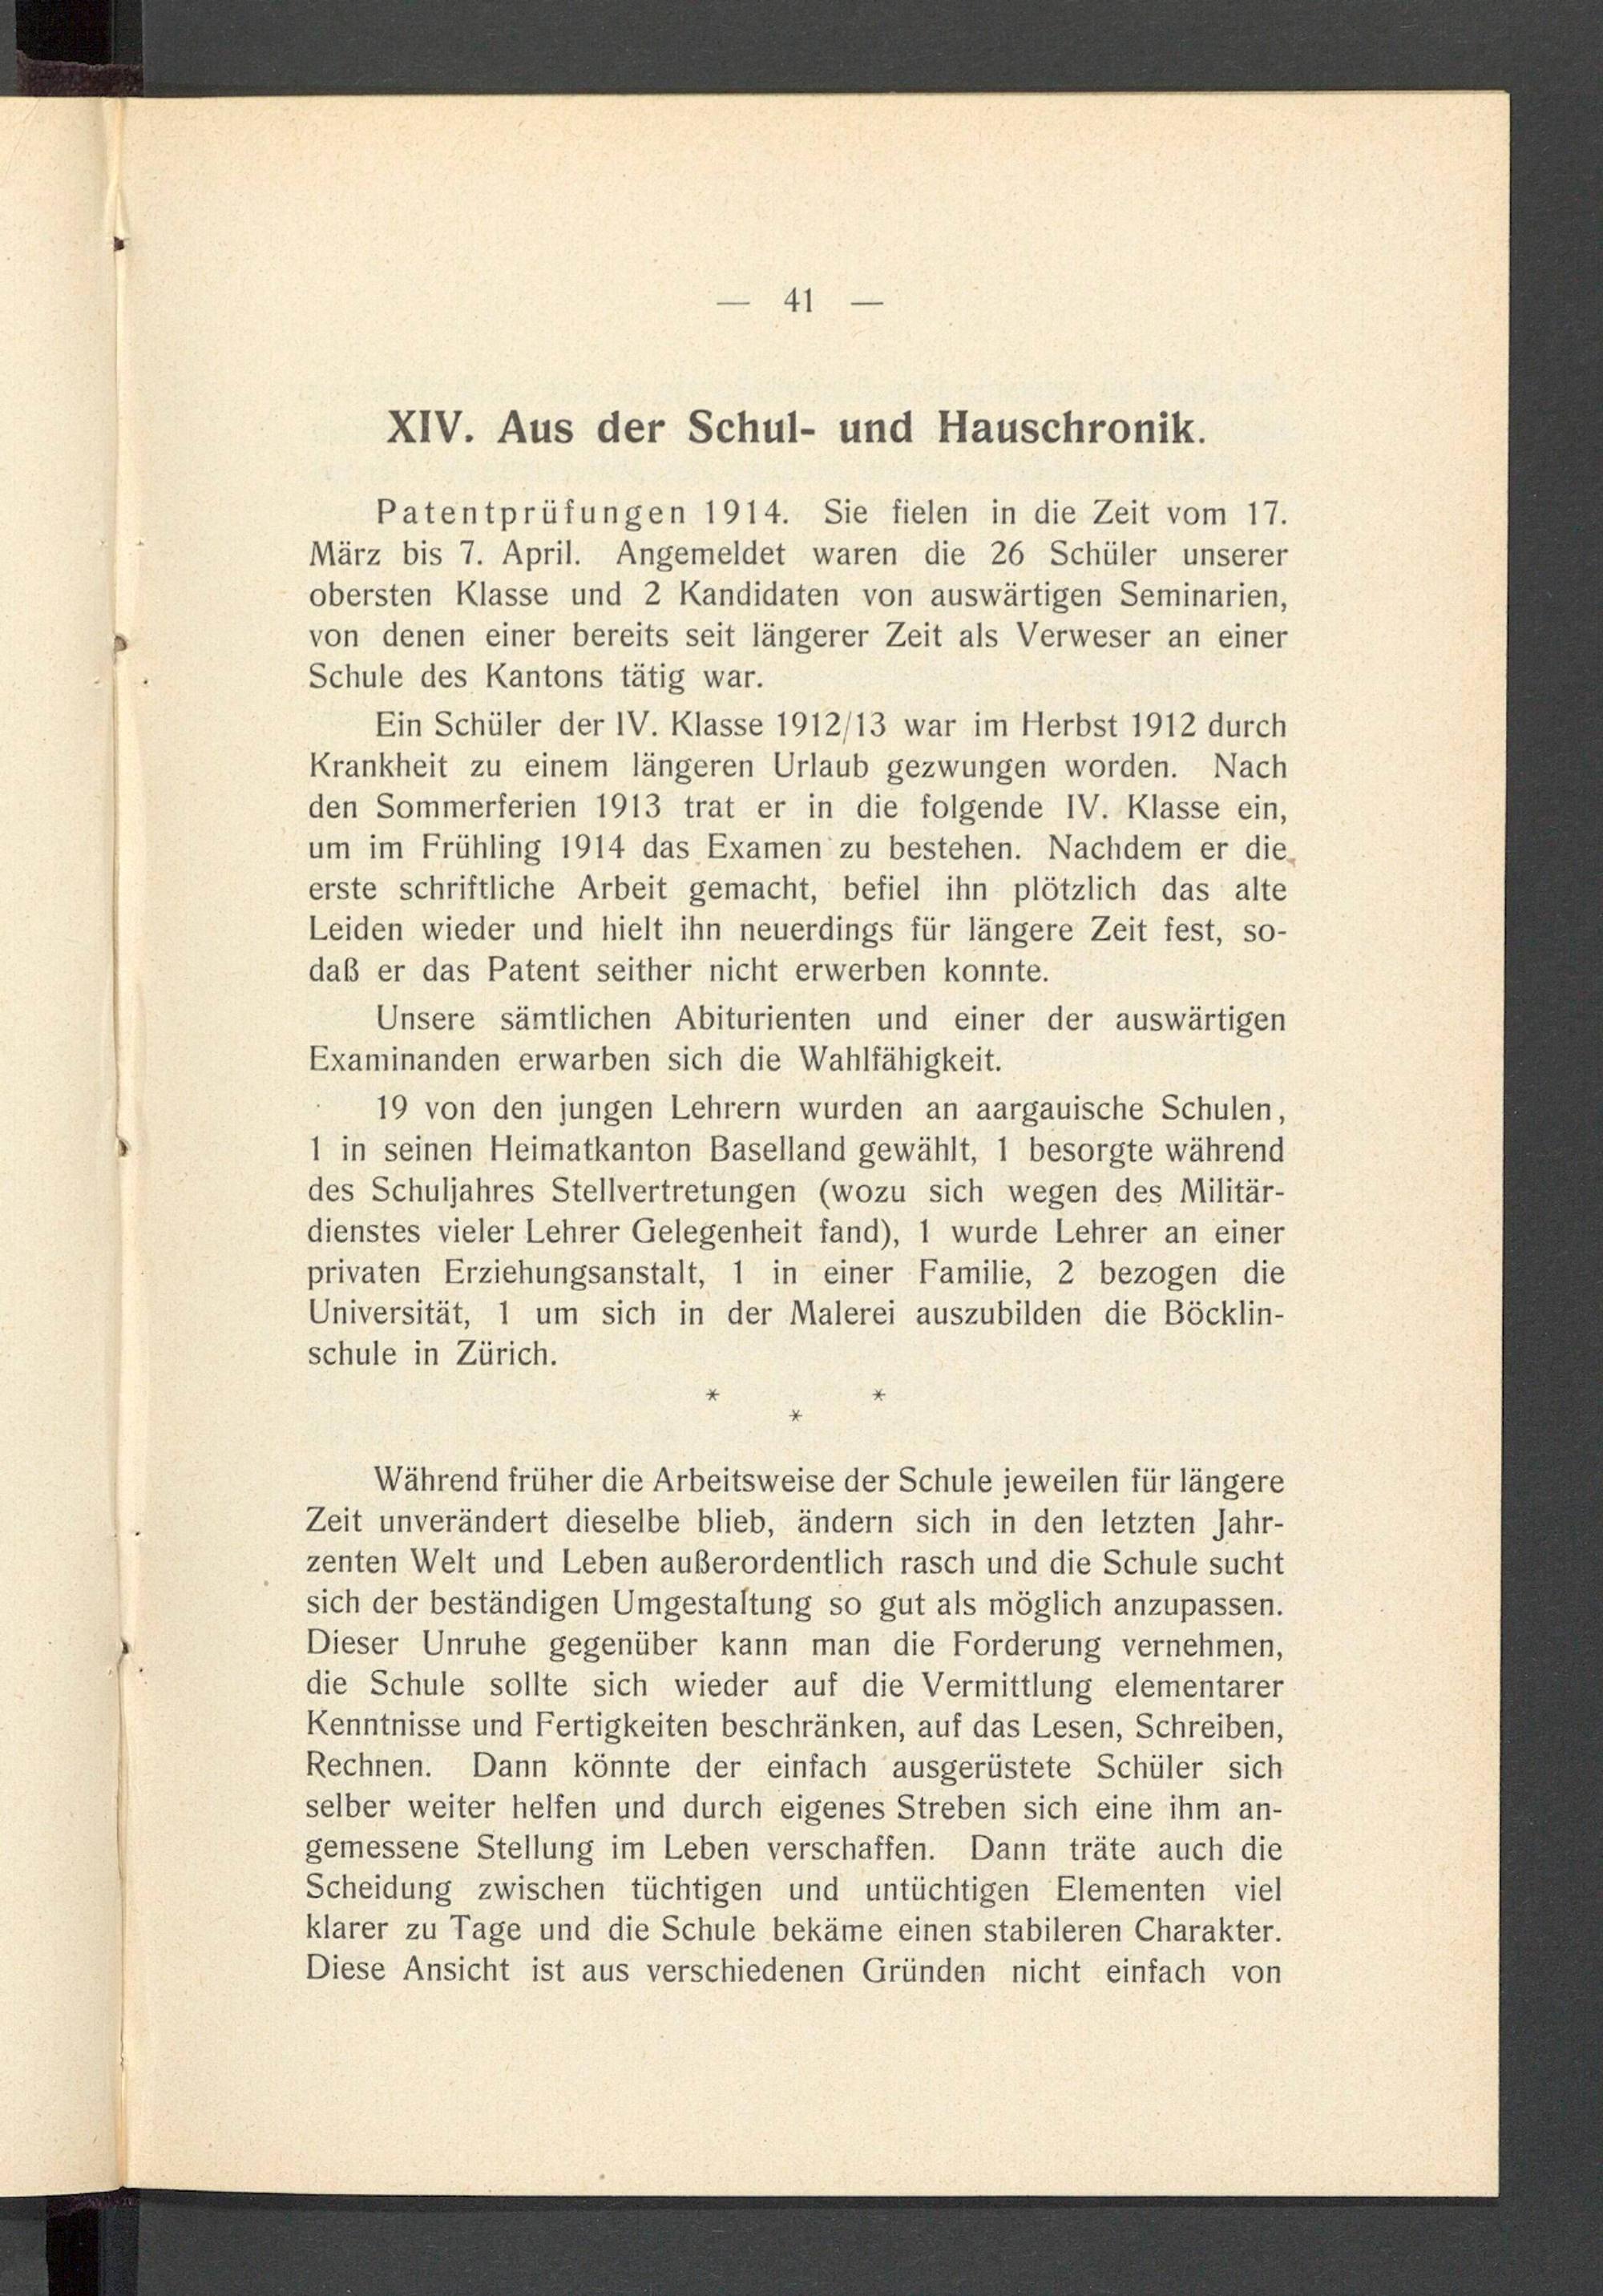 — 41 —
XIV. Aus der Schul- und Hauschronik.
Patentprüfungen 1914. Sie fielen in die Zeit vom 17.
März bis 7. April. Angemeldet waren die 26 Schüler unserer
obersten Klasse und 2 Kandidaten von auswärtigen Seminarien,
von denen einer bereits seit längerer Zeit als Verweser an einer
Schule des Kantons tätig war.
Ein Schüler der IV. Klasse 1912/13 war im Herbst 1912 durch
Krankheit zu einem längeren Urlaub gezwungen worden. Nach
den Sommerferien 1913 trat er in die folgende IV. Klasse ein,
um im Frühling 1914 das Examen zu bestehen. Nachdem er die
erste schriftliche Arbeit gemacht, befiel ihn plötzlich das alte
Leiden wieder und hielt ihn neuerdings für längere Zeit fest, so-
daß er das Patent seither nicht erwerben konnte.
Unsere sämtlichen Abiturienten und einer der auswärtigen
Examinanden erwarben sich die Wahlfähigkeit.
19 von den jungen Lehrern wurden an aargauische Schulen,
1 in seinen Heimatkanton Baselland gewählt, 1 besorgte während
des Schuljahres Stellvertretungen (wozu sich wegen des Militär-
dienstes vieler Lehrer Gelegenheit fand), 1 wurde Lehrer an einer
privaten Erziehungsanstalt, 1 in einer Familie, 2 bezogen die
Universität, 1 um sich in der Malerei auszubilden die Böcklin-
schule in Zürich.
* *
*
Während früher die Arbeitsweise der Schule jeweilen für längere
Zeit unverändert dieselbe blieb, ändern sich in den letzten Jahr-
zenten Welt und Leben außerordentlich rasch und die Schule sucht
sich der beständigen Umgestaltung so gut als möglich anzupassen.
Dieser Unruhe gegenüber kann man die Forderung vernehmen,
die Schule sollte sich wieder auf die Vermittlung elementarer
Kenntnisse und Fertigkeiten beschränken, auf das Lesen, Schreiben,
Rechnen. Dann könnte der einfach ausgerüstete Schüler sich
selber weiter helfen und durch eigenes Streben sich eine ihm an-
gemessene Stellung im Leben verschaffen. Dann träte auch die
Scheidung zwischen tüchtigen und untüchtigen Elementen viel
klarer zu Tage und die Schule bekäme einen stabileren Charakter.
Diese Ansicht ist aus verschiedenen Gründen nicht einfach von